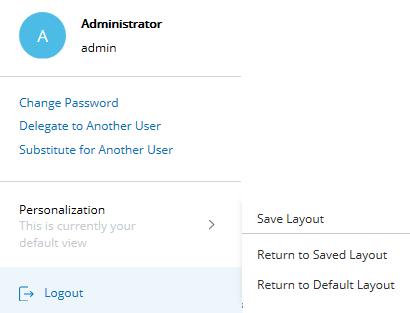 A
Administrator
admin
Change Password
Delegate to Another User
Substitute for Another User
Personalization
This is currently your
default view
Save Layout
Return to Saved Layout
Return to Default Layout
Logout